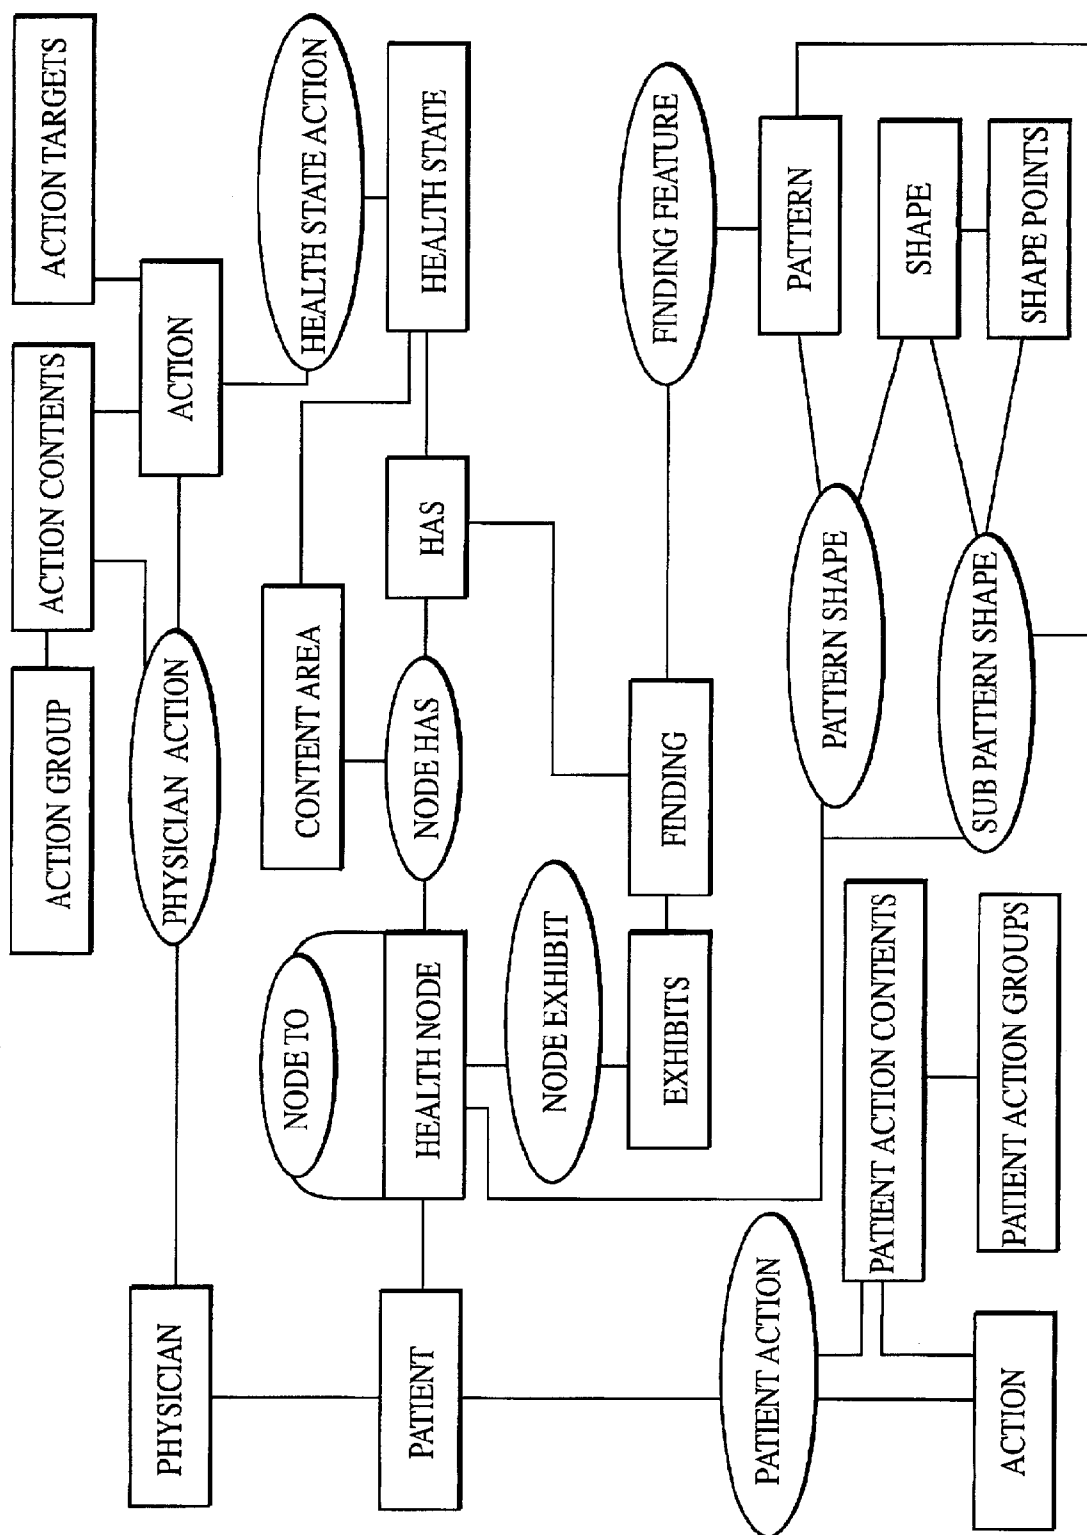 ACTION GROUP
ACTION CONTENTS
ACTION TARGETS
PHYSICIAN
PHYSICIAN ACTION
ACTION
NODE TO
CONTENT AREA
HEALTH STATE ACTION
PATIENT
HEALTH NODE
NODE HAS
HAS
HEALTH STATE
NODE EXHIBIT
EXHIBITS
FINDING
FINDING FEATURE
PATIENT ACTION
PATTERN SHAPE
PATTERN
PATIENT ACTION CONTENTS
SHAPE
ACTION
PATIENT ACTION GROUPS
SUB PATTERN SHAPE
SHAPE POINTS